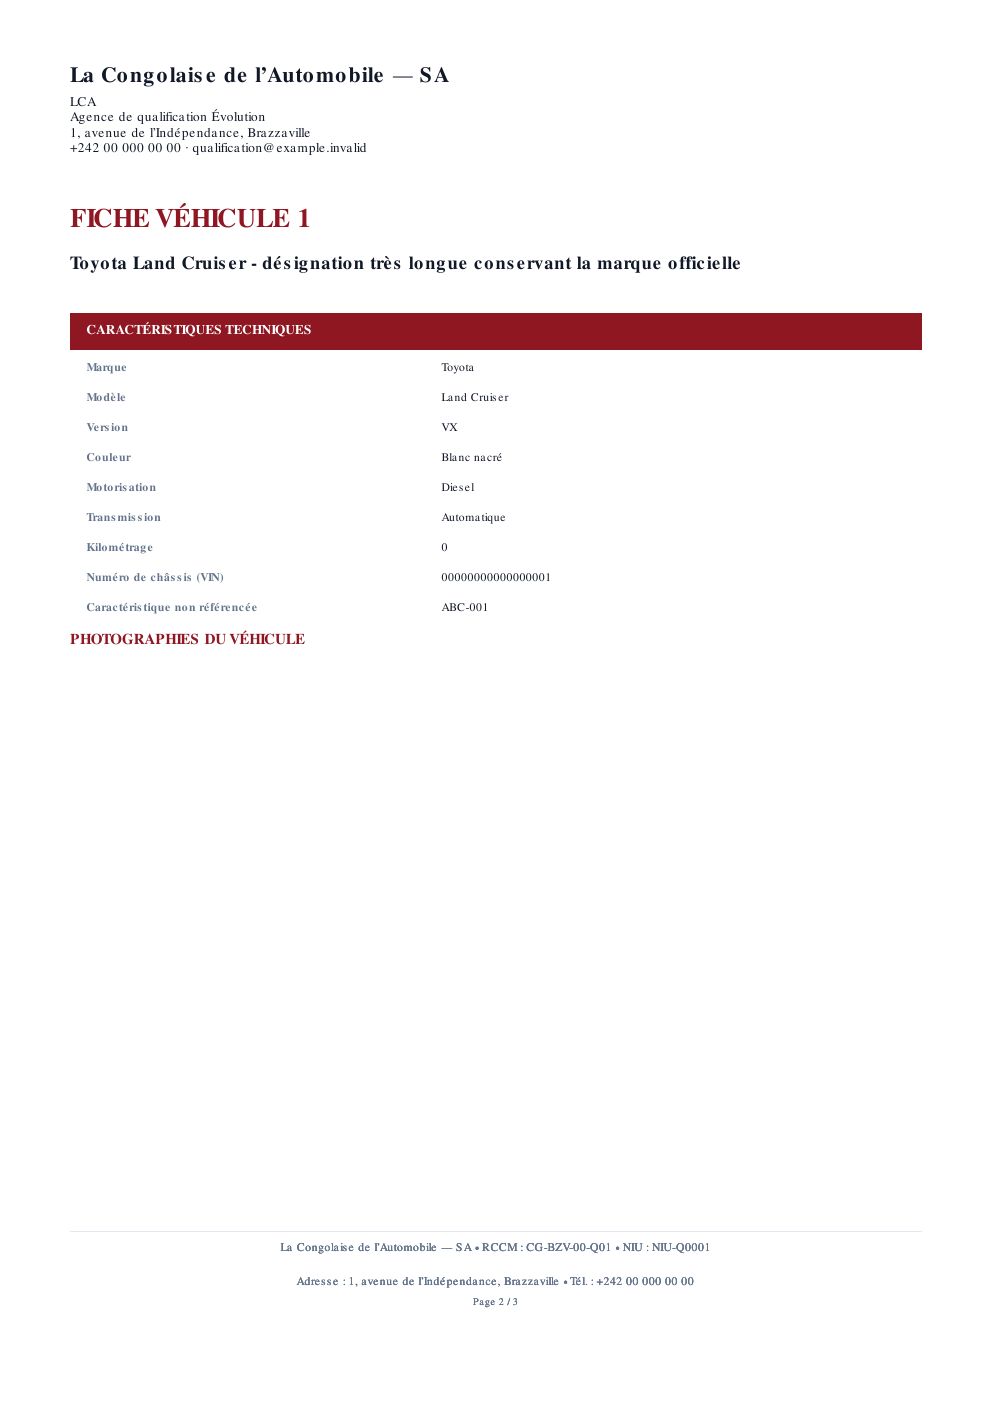 La Congolaise de l’Automobile — SA
LCA
Agence de qualification Évolution
1, avenue de l'Indépendance, Brazzaville
+242 00 000 00 00 · qualification@example.invalid
FICHE VÉHICULE 1
Toyota Land Cruiser - désignation très longue conservant la marque officielle
CARACTÉRISTIQUES TECHNIQUES
Marque Toyota
Modèle Land Cruiser
Version VX
Couleur Blanc nacré
Motorisation Diesel
Transmission Automatique
Kilométrage 0
Numéro de châssis (VIN) 00000000000000001
Caractéristique non référencée ABC-001
PHOTOGRAPHIES DU VÉHICULE
La Congolaise de l'Automobile — SA • RCCM : CG-BZV-00-Q01 • NIU : NIU-Q0001
Adresse : 1, avenue de l'Indépendance, Brazzaville • Tél. : +242 00 000 00 00
Page 2 / 3